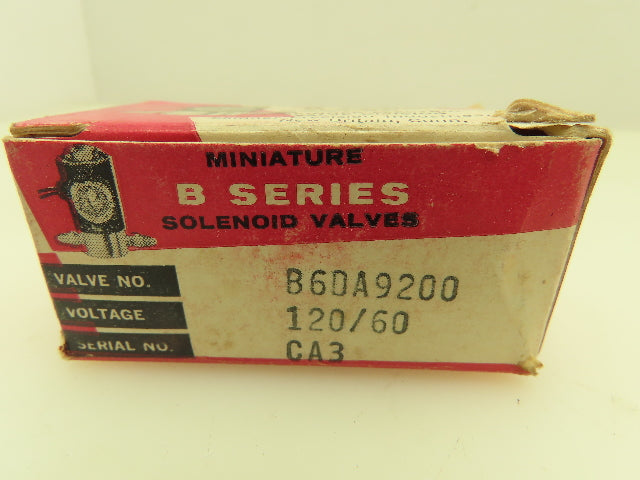 MINIATURE
B SERIES
SOLENOID VALVES
VALVE NO. B6DA9200
VOLTAGE 120/60
SERIAL NO. CA3